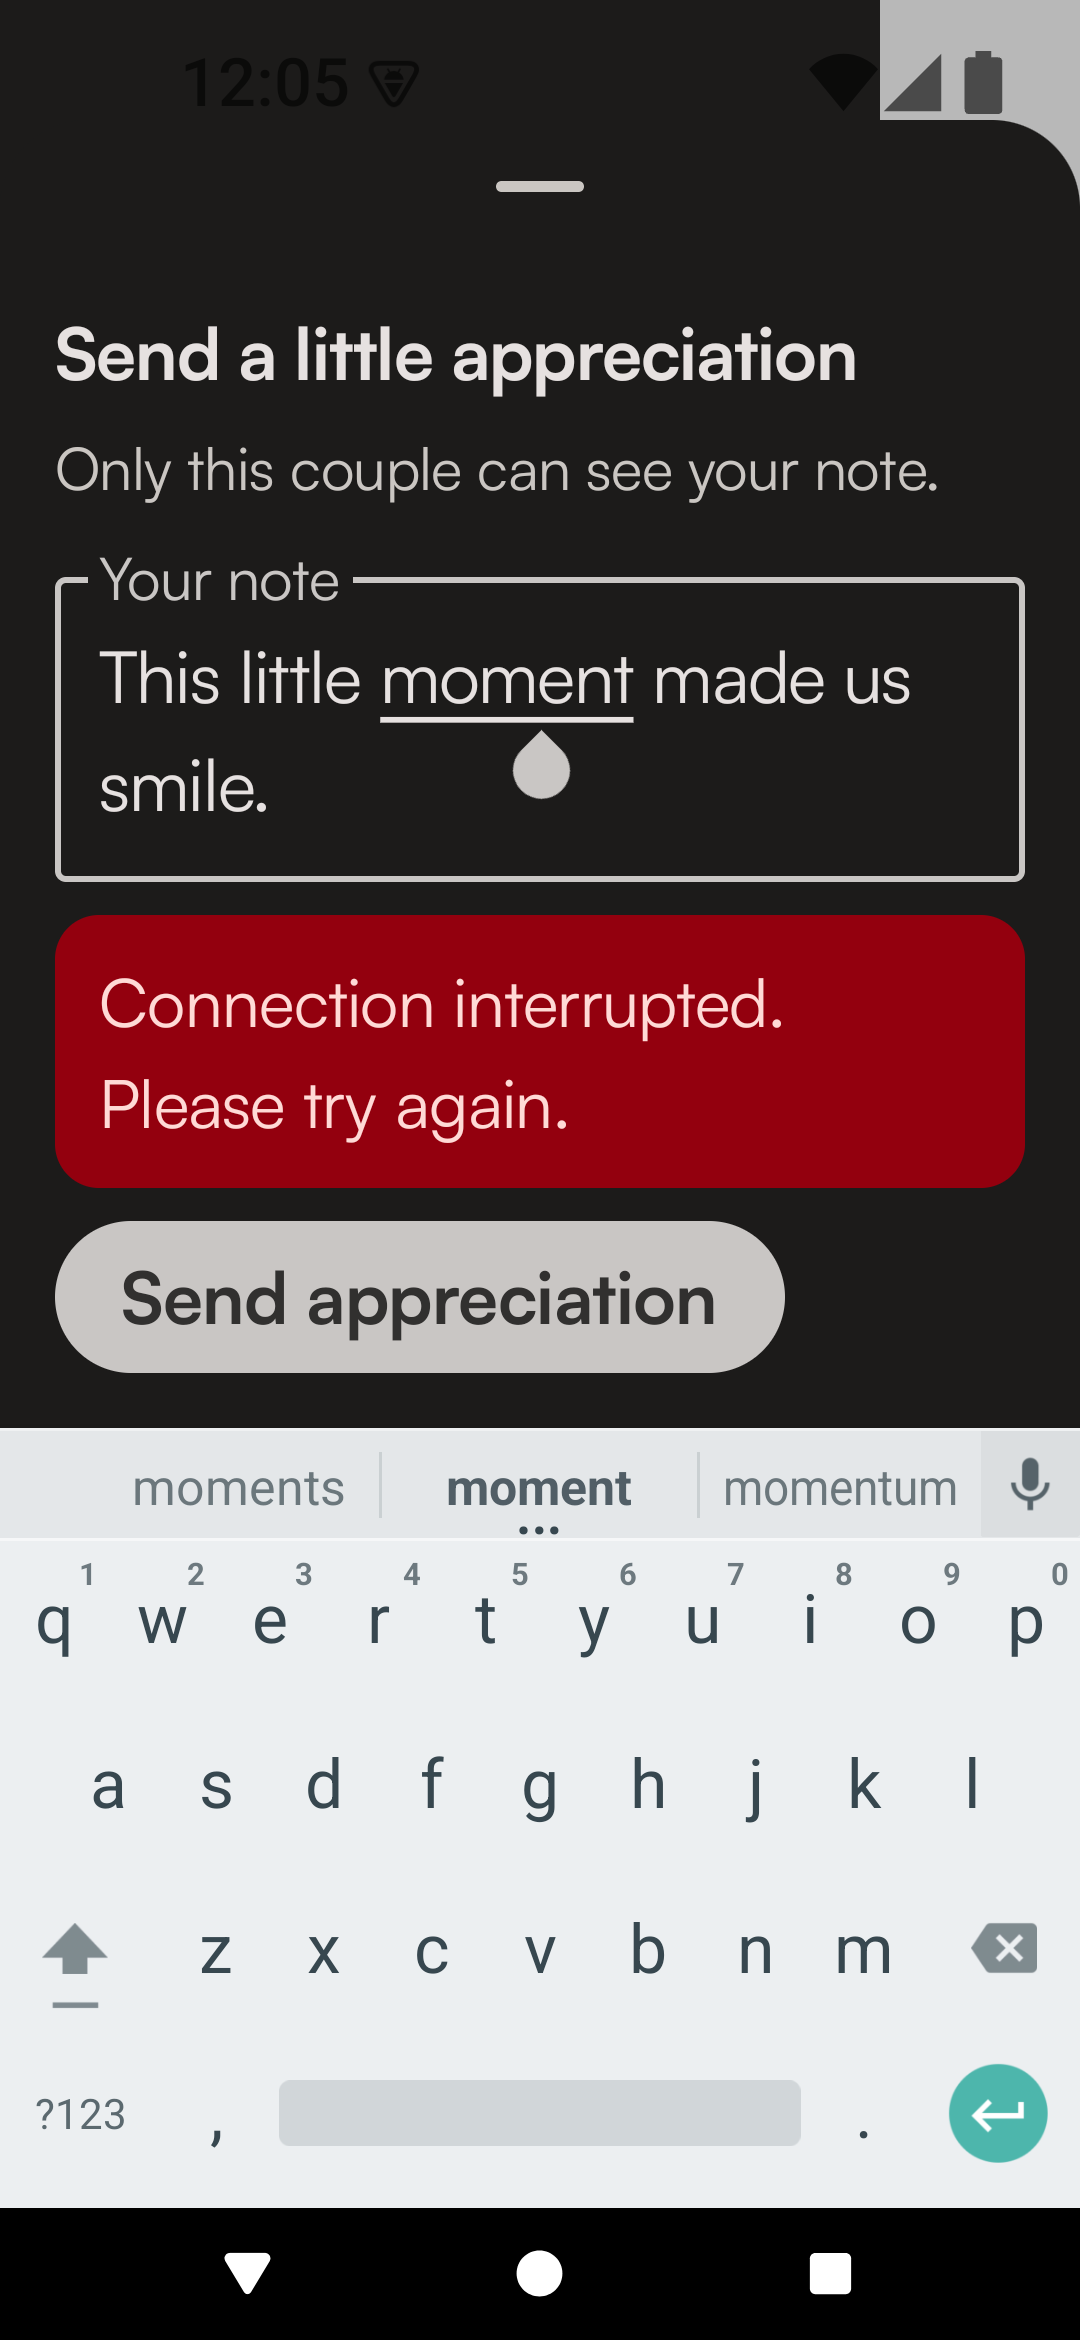 12:05
Send a little appreciation
Only this couple can see your note.
Your note
This little moment made us
smile.
Connection interrupted.
Please try again.
Send appreciation
moments moment momentum
1 2 3 4 5 6 7 8 9 0
q w e r t y u i o p
a s d f g h j k l
z x c v b n m
?123 , .